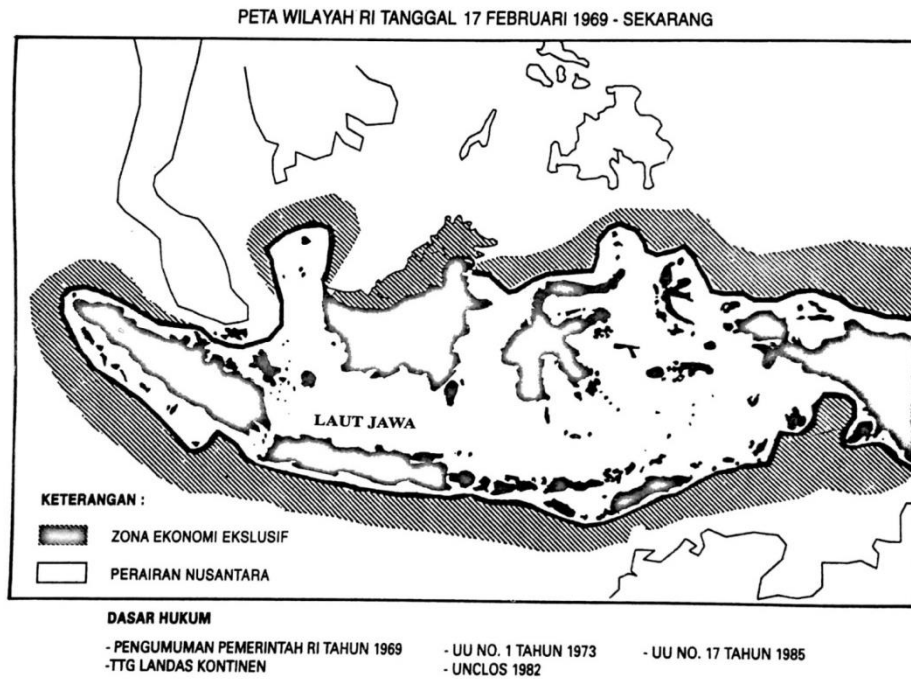 PETA WILAYAH RI TANGGAL 17 FEBRUARI 1969 - SEKARANG
LAUT JAWA
KETERANGAN :
ZONA EKONOMI EKSLUSIF
PERAIRAN NUSANTARA
DASAR HUKUM
- PENGUMUMAN PEMERINTAH RI TAHUN 1969 - UU NO. 1 TAHUN 1973 - UU NO. 17 TAHUN 1985
-TTG LANDAS KONTINEN - UNCLOS 1982